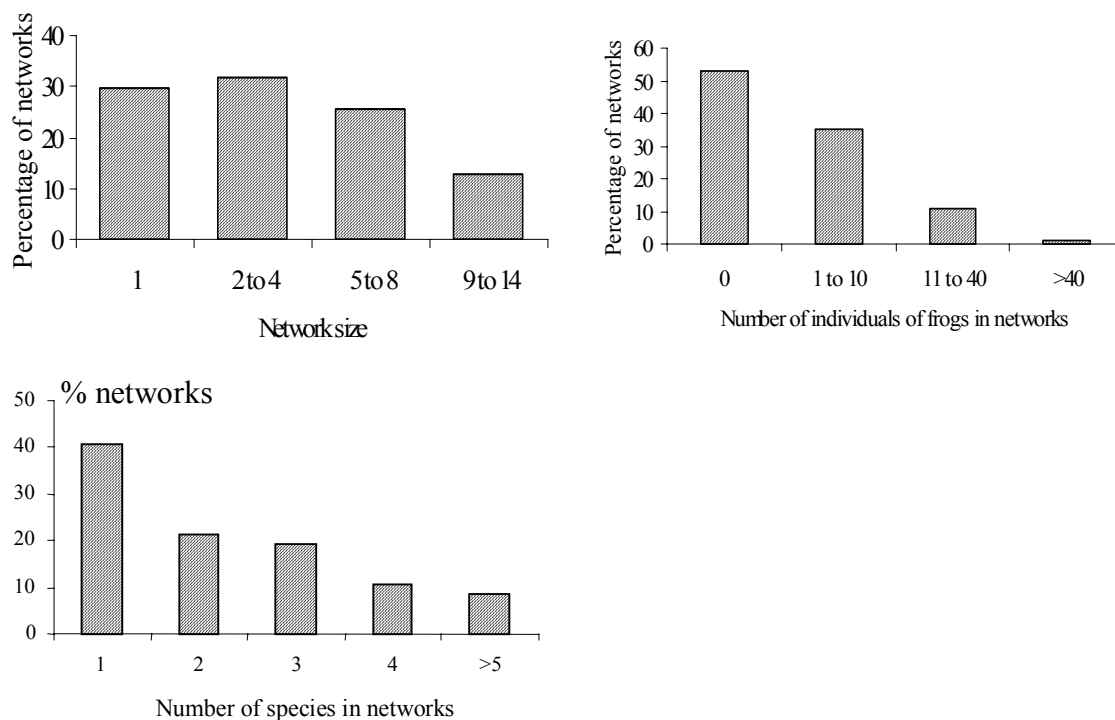 Percentage of networks
40
30
20
10
0
1 2 to 4 5 to 8 9 to 14
Network size
Percentage of networks
60
50
40
30
20
10
0
0 1 to 10 11 to 40 >40
Number of individuals of frogs in networks
% networks
50
40
30
20
10
0
1 2 3 4 >5
Number of species in networks